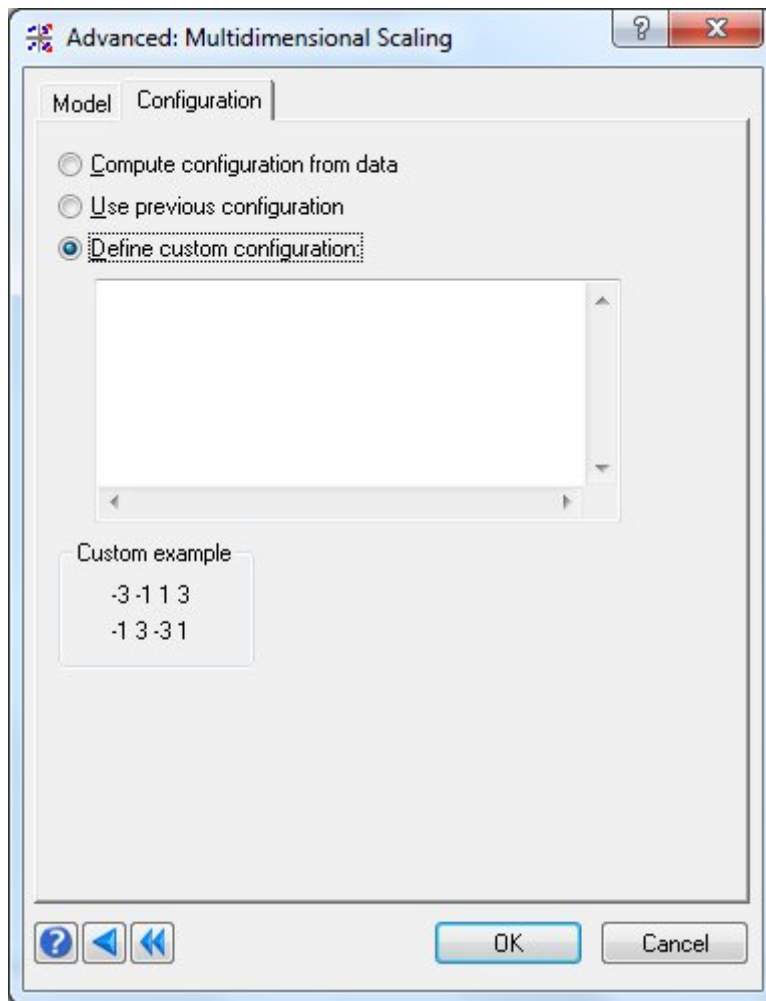 Advanced: Multidimensional Scaling
Model
Configuration
Compute configuration from data
Use previous configuration
Define custom configuration:
Custom example
-3 -1 1 3
-1 3 -3 1
OK
Cancel